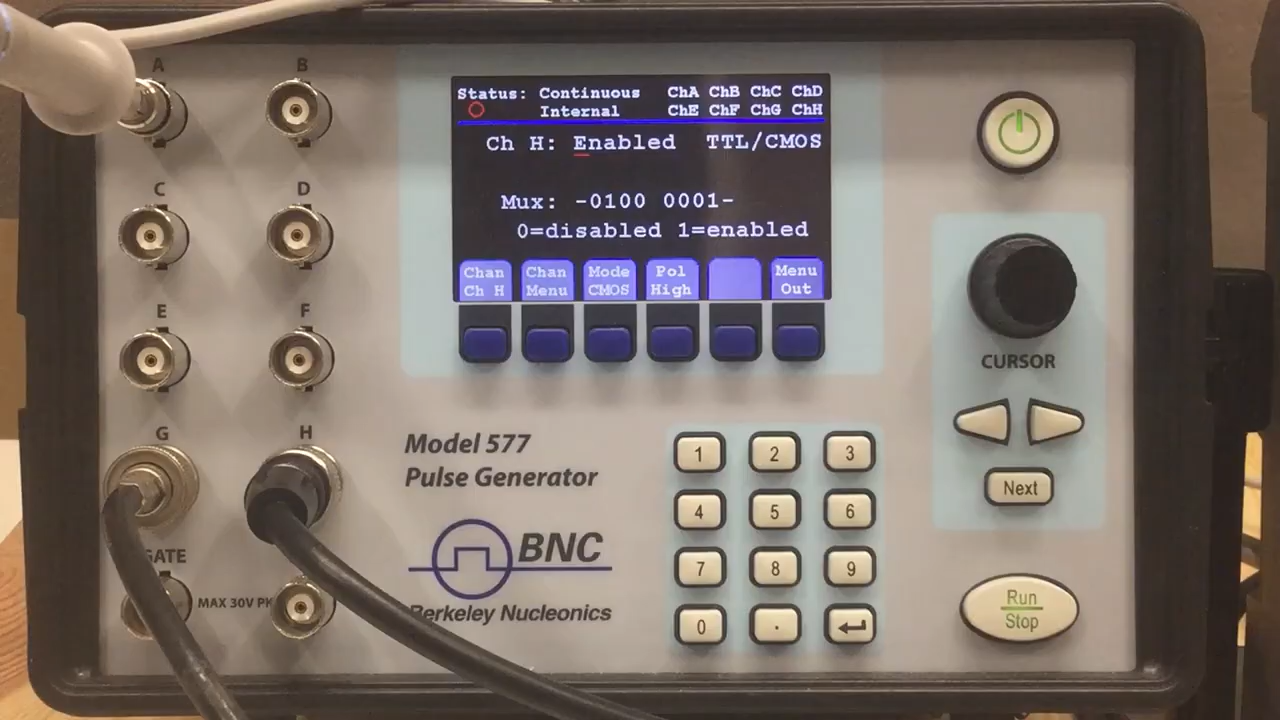 A B
C D
E F
G H
GATE
MAX 30V PK
Status: Continuous ChA ChB ChC ChD
Internal ChE ChF ChG ChH
Ch H: Enabled TTL/CMOS
Mux: -0100 0001-
0=disabled 1=enabled
Chan Chan Mode Pol Menu
Ch H Menu CMOS High Out
Model 577
Pulse Generator
BNC
Berkeley Nucleonics
1 2 3
4 5 6
7 8 9
0 .
CURSOR
Next
Run
Stop